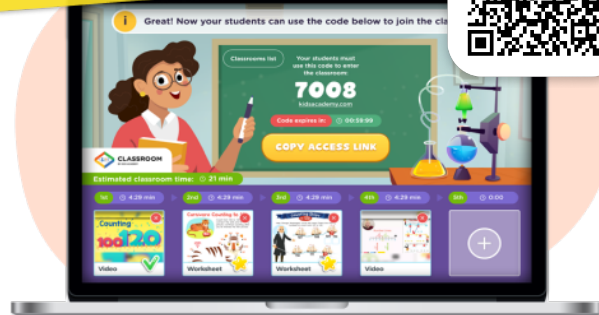 i
Great! Now your students can use the code below to join the cla
Classrooms list
Your students must
use this code to enter
the classroom:
7008
kidsacademy.com
Code expires in:
00:59:99
COPY ACCESS LINK
CLASSROOM
Estimated classroom time:
21 min
1st
4:29 min
2nd
4:29 min
3rd
4:29 min
4th
4:29 min
5th
0:00
Counting
100
120
Video
Worksheet
Worksheet
Video